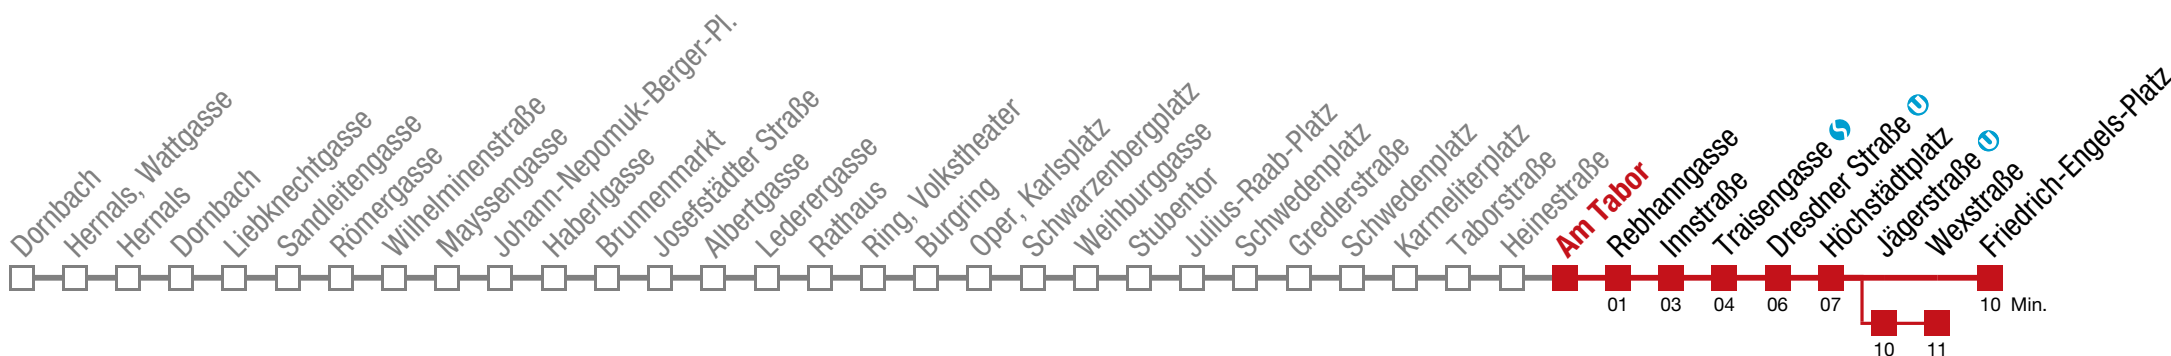 Dornbach
Hernals, Wattgasse
Hernals
Dornbach
Liebknechtgasse
Sandleitengasse
Römergasse
Wilhelminenstraße
Mayssengasse
Johann-Nepomuk-Berger-Pl.
Haberlgasse
Brunnenmarkt
Josefstädter Straße
Albertgasse
Lederergasse
Rathaus
Ring, Volkstheater
Burgring
Oper, Karlsplatz
Schwarzenbergplatz
Weihburggasse
Stubentor
Julius-Raab-Platz
Schwedenplatz
Gredlerstraße
Schwedenplatz
Karmeliterplatz
Taborstraße
Heinestraße
Am Tabor
Rebhanngasse
Innstraße
Traisengasse S
Dresdner Straße U
Höchstädtplatz
Jägerstraße U
Wexstraße
Friedrich-Engels-Platz
01 03 04 06 07 10 Min.
10 11